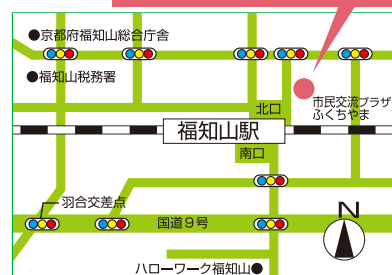 ●京都府福知山総合庁舎
●福知山税務署
北口
市民交流プラザ
ふくちやま
福知山駅
南口
羽合交差点
国道9号
N
ハローワーク福知山●